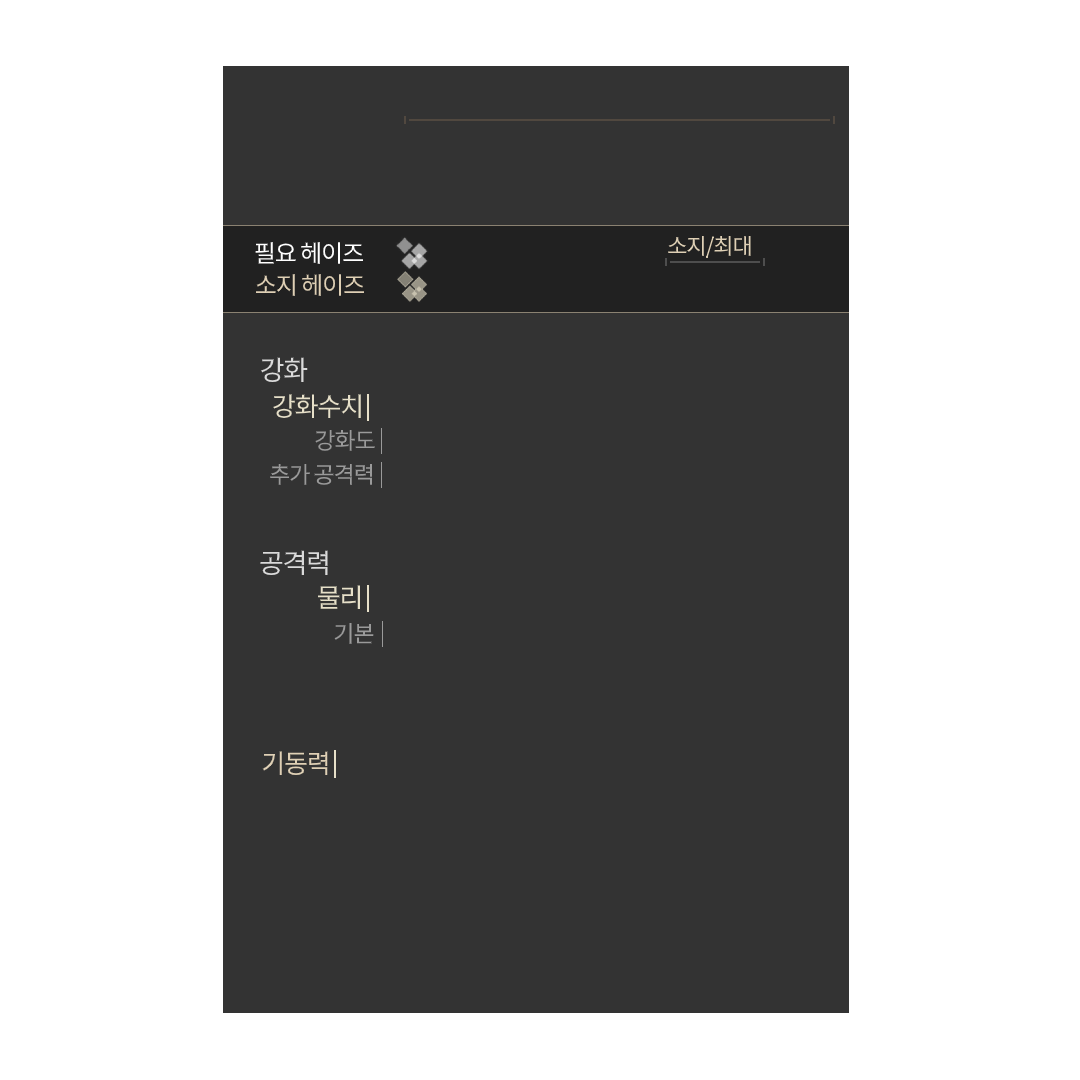 필요 헤이즈
소지/최대
소지 헤이즈
강화
강화수치
강화도
추가 공격력
공격력
물리
기본
기동력